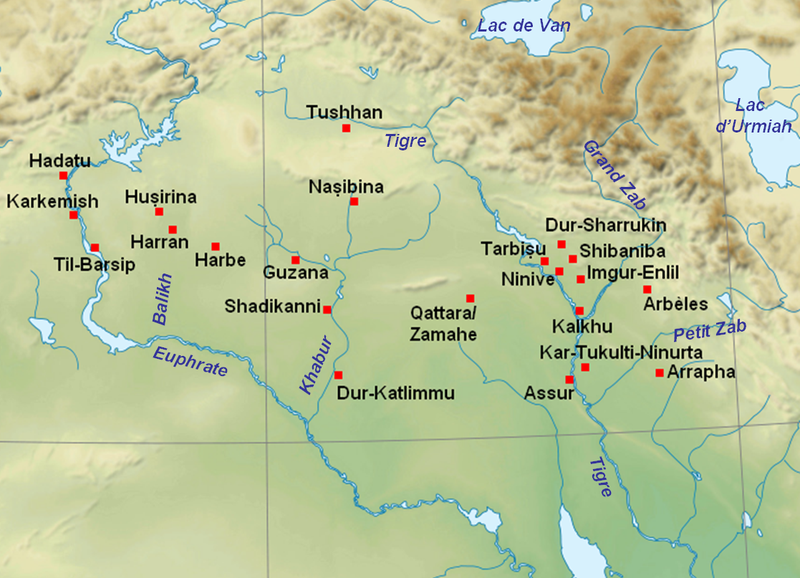 Lac de Van
Lac
d'Urmiah
Tushhan
Tigre
Grand Zab
Hadatu
Karkemish
Huṣirina
Naṣibina
Harran
Harbe
Til-Barsip
Guzana
Dur-Sharrukin
Tarbiṣu
Shibaniba
Ninive
Imgur-Enlil
Arbèles
Balikh
Shadikanni
Qattara/
Zamahe
Kalkhu
Petit Zab
Euphrate
Khabur
Kar-Tukulti-Ninurta
Arrapha
Dur-Katlimmu
Assur
Tigre